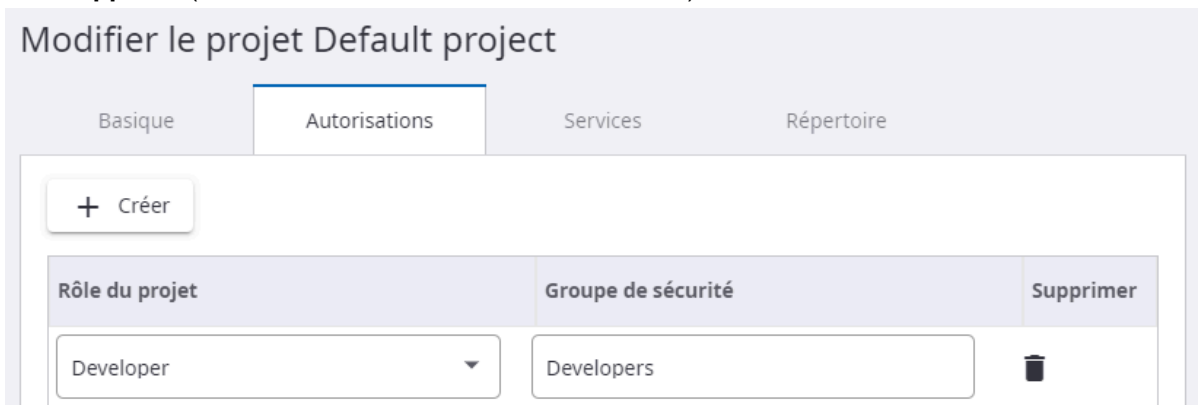 Modifier le projet Default project
Basique Autorisations Services Répertoire
+ Créer
Rôle du projet Groupe de sécurité Supprimer
Developer Developers